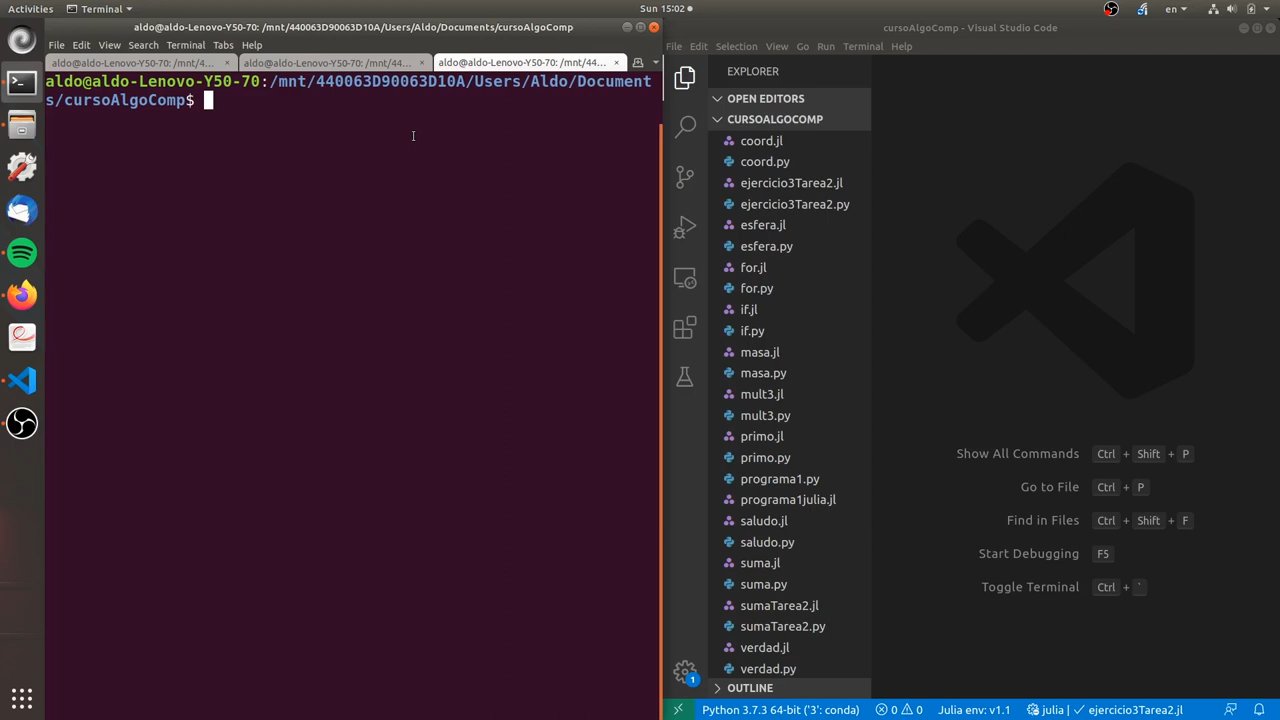 Activities
Terminal
Sun 15:02
en
aldo@aldo-Lenovo-Y50-70: /mnt/440063D90063D10A/Users/Aldo/Documents/cursoAlgoComp
File Edit View Search Terminal Tabs Help
aldo@aldo-Lenovo-Y50-70: /mnt/4...
aldo@aldo-Lenovo-Y50-70: /mnt/44...
aldo@aldo-Lenovo-Y50-70: /mnt/44...
aldo@aldo-Lenovo-Y50-70:/mnt/440063D90063D10A/Users/Aldo/Document
s/cursoAlgoComp$
cursoAlgoComp - Visual Studio Code
File Edit Selection View Go Run Terminal Help
EXPLORER
OPEN EDITORS
CURSOALGOCOMP
coord.jl
coord.py
ejercicio3Tarea2.jl
ejercicio3Tarea2.py
esfera.jl
esfera.py
for.jl
for.py
if.jl
if.py
masa.jl
masa.py
mult3.jl
mult3.py
primo.jl
primo.py
programa1.py
programa1julia.jl
saludo.jl
saludo.py
suma.jl
suma.py
sumaTarea2.jl
sumaTarea2.py
verdad.jl
verdad.py
OUTLINE
1
Show All Commands Ctrl + Shift + P
Go to File Ctrl + P
Find in Files Ctrl + Shift + F
Start Debugging F5
Toggle Terminal Ctrl + `
Python 3.7.3 64-bit ('3': conda) 0 0 Julia env: v1.1 julia | ✓ ejercicio3Tarea2.jl